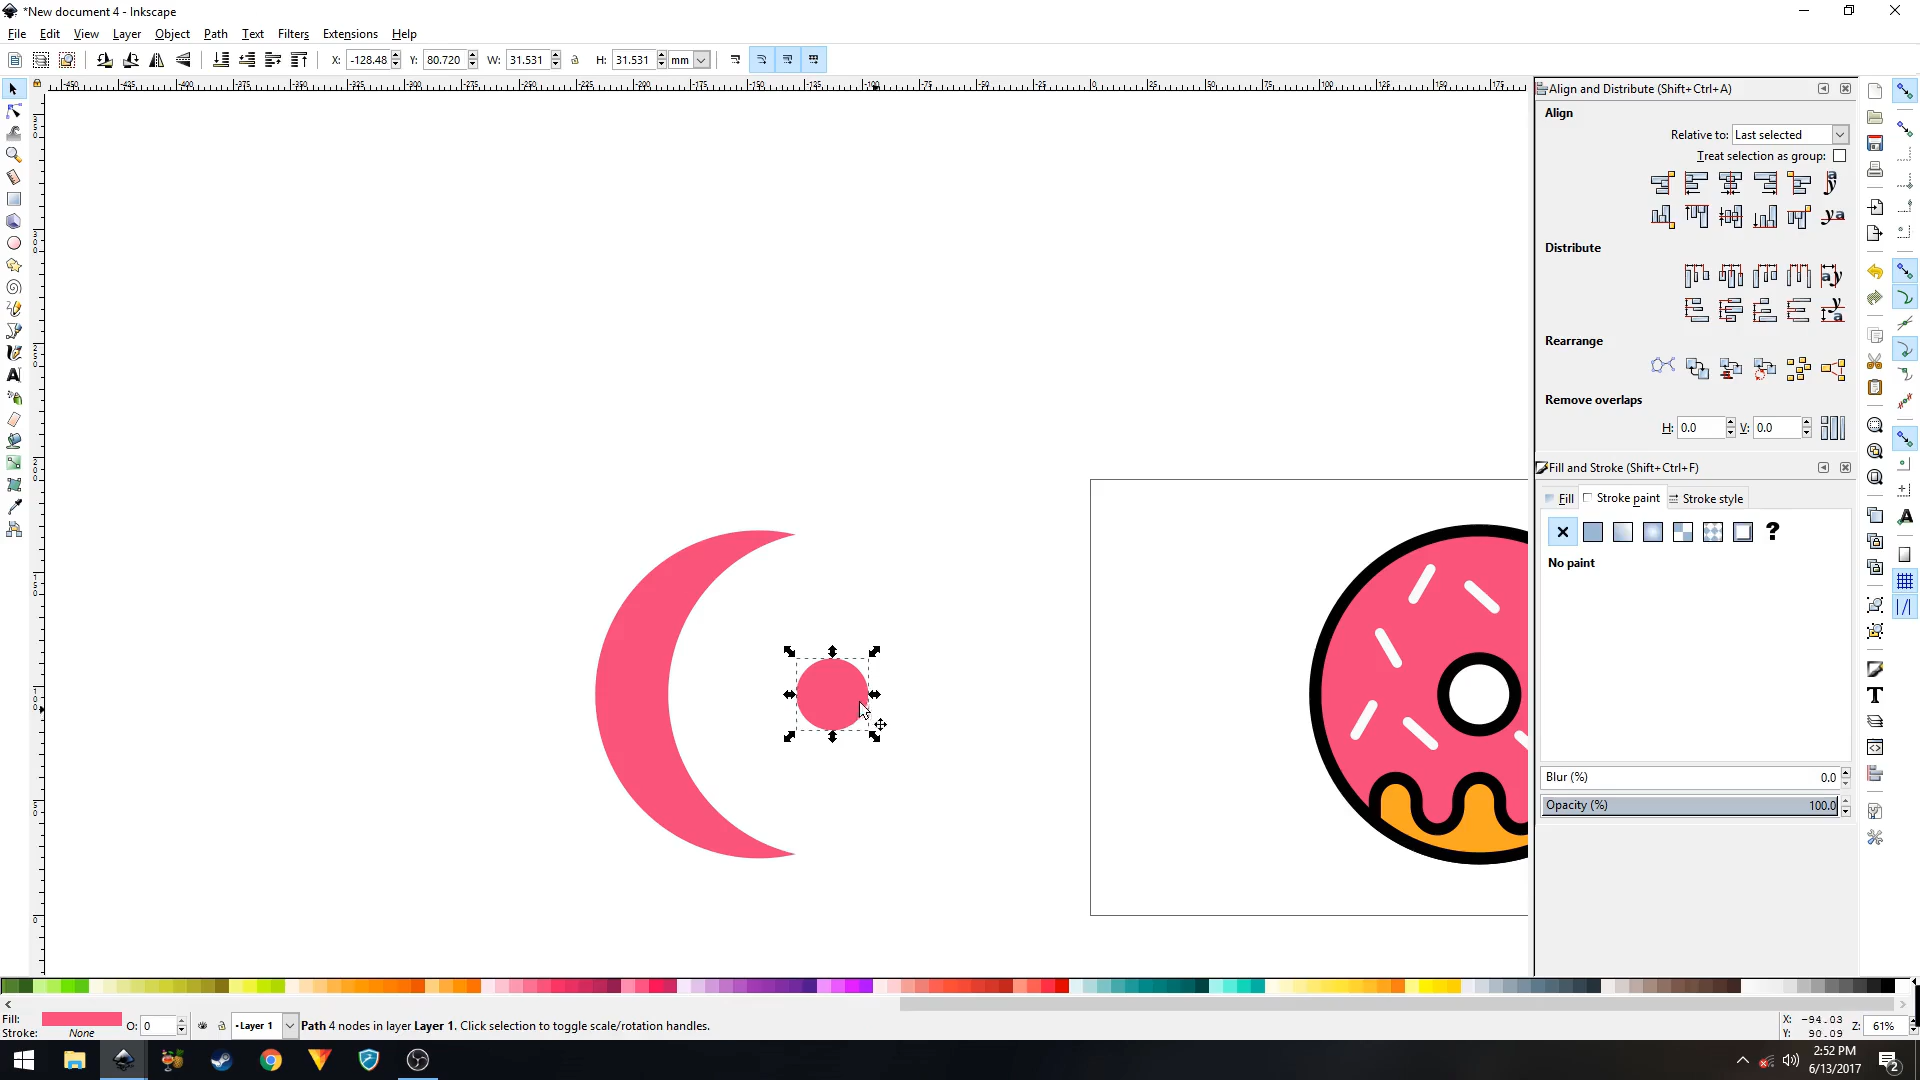 *New document 4 - Inkscape
File Edit View Layer Object Path Text Filters Extensions Help
X: -128.48 Y: 80.720 W: 31.531 H: 31.531 mm
Align and Distribute (Shift+Ctrl+A)
Align
Relative to: Last selected
Treat selection as group:
Distribute
Rearrange
Remove overlaps
H: 0.0 V: 0.0
Fill and Stroke (Shift+Ctrl+F)
Fill Stroke paint Stroke style
No paint
Blur (%) 0.0
Opacity (%) 100.0
Fill:
Stroke: None
O: 0
•Layer 1
Path 4 nodes in layer Layer 1. Click selection to toggle scale/rotation handles.
X: -94.03
Y: 90.09
Z: 61%
2:52 PM
6/13/2017
2